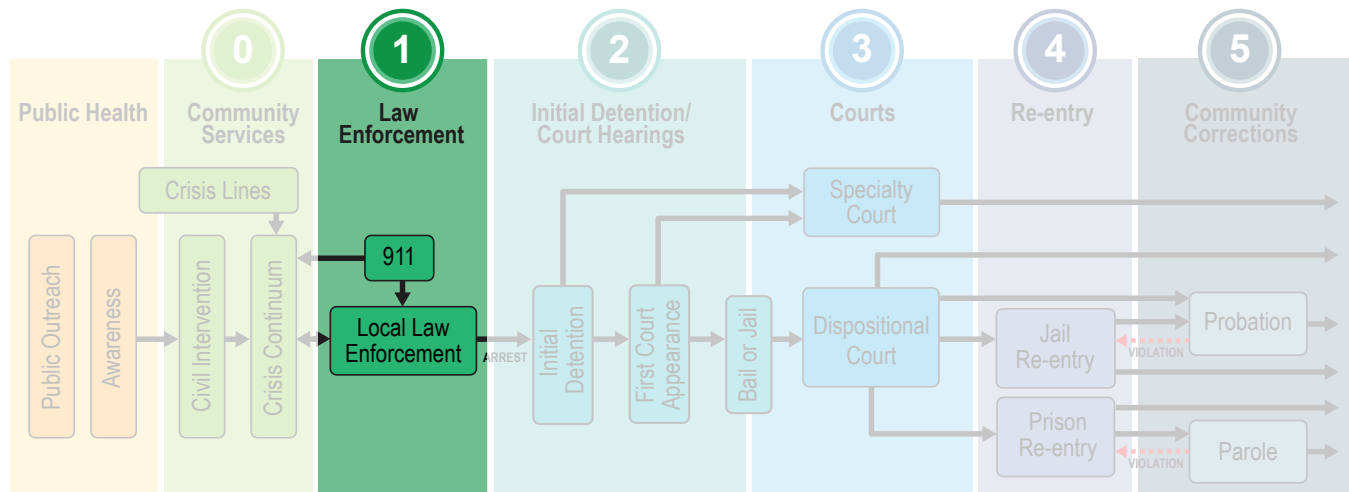 0
1
2
3
4
5
Public Health
Community
Services
Law
Enforcement
Initial Detention/
Court Hearings
Courts
Re-entry
Community
Corrections
Crisis Lines
Public Outreach
Awareness
Civil Intervention
Crisis Continuum
911
Local Law
Enforcement
ARREST
Initial
Detention
First Court
Appearance
Bail or Jail
Specialty
Court
Dispositional
Court
Jail
Re-entry
Prison
Re-entry
VIOLATION
Probation
VIOLATION
Parole